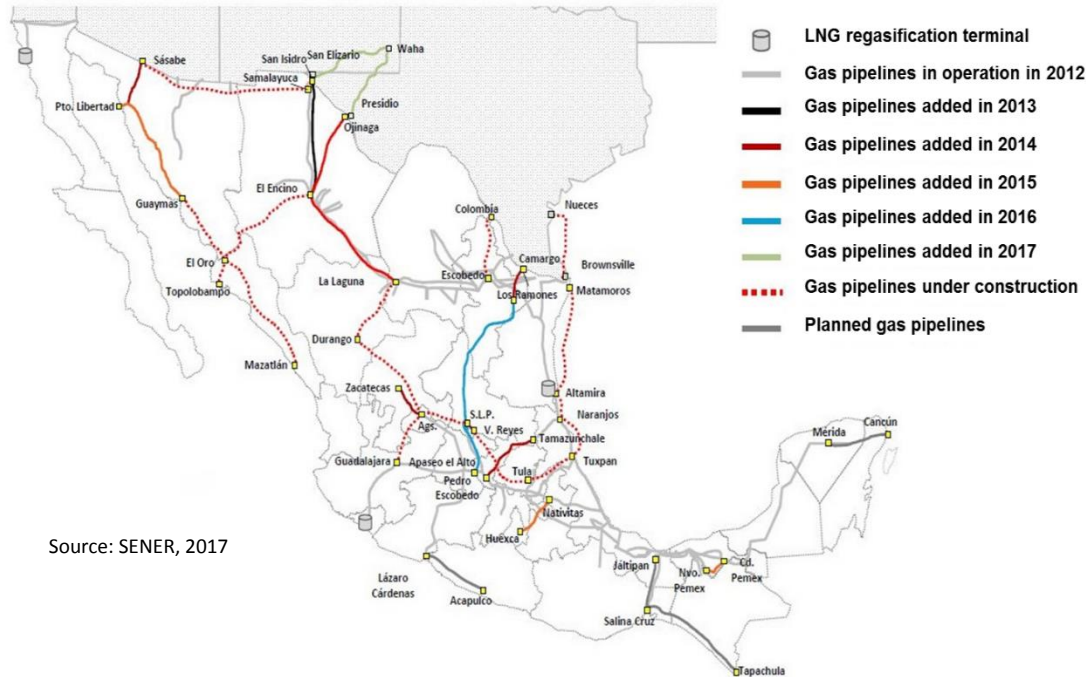 LNG regasification terminal
Gas pipelines in operation in 2012
Gas pipelines added in 2013
Gas pipelines added in 2014
Gas pipelines added in 2015
Gas pipelines added in 2016
Gas pipelines added in 2017
Gas pipelines under construction
Planned gas pipelines
San Elizario
Waha
San Isidro
Sásabe
Samalayuca
Pto. Libertad
Presidio
Ojinaga
El Encino
Guaymas
Colombia
Nueces
El Oro
Camargo
Escobedo
Brownsville
La Laguna
Topolobampo
Matamoros
Los Ramones
Durango
Mazatlán
Zacatecas
Altamira
Naranjos
S.L.P.
Ags.
V. Reyes
Tamazunchale
Mérida
Cancún
Guadalajara
Apaseo el Alto
Tula
Tuxpan
Pedro
Escobedo
Nativitas
Huexca
Source: SENER, 2017
Jáltipan
Nvo.
Pemex
Cd.
Pemex
Lázaro
Cárdenas
Acapulco
Salina Cruz
Tapachula